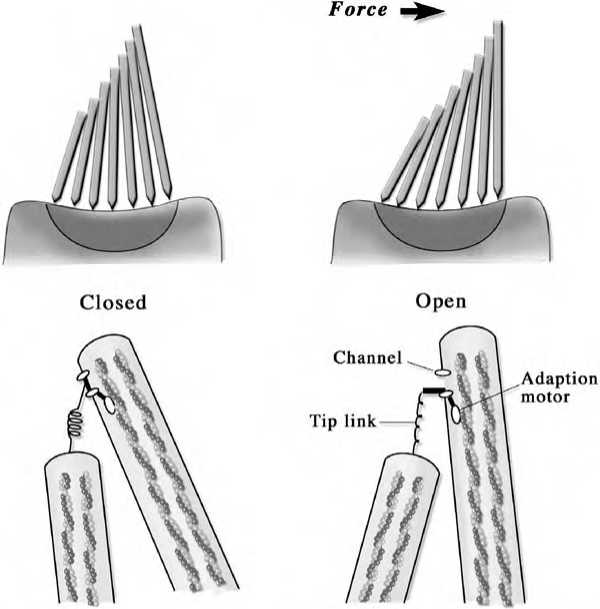 Force
Closed
Open
Channel
Adaption
motor
Tip link